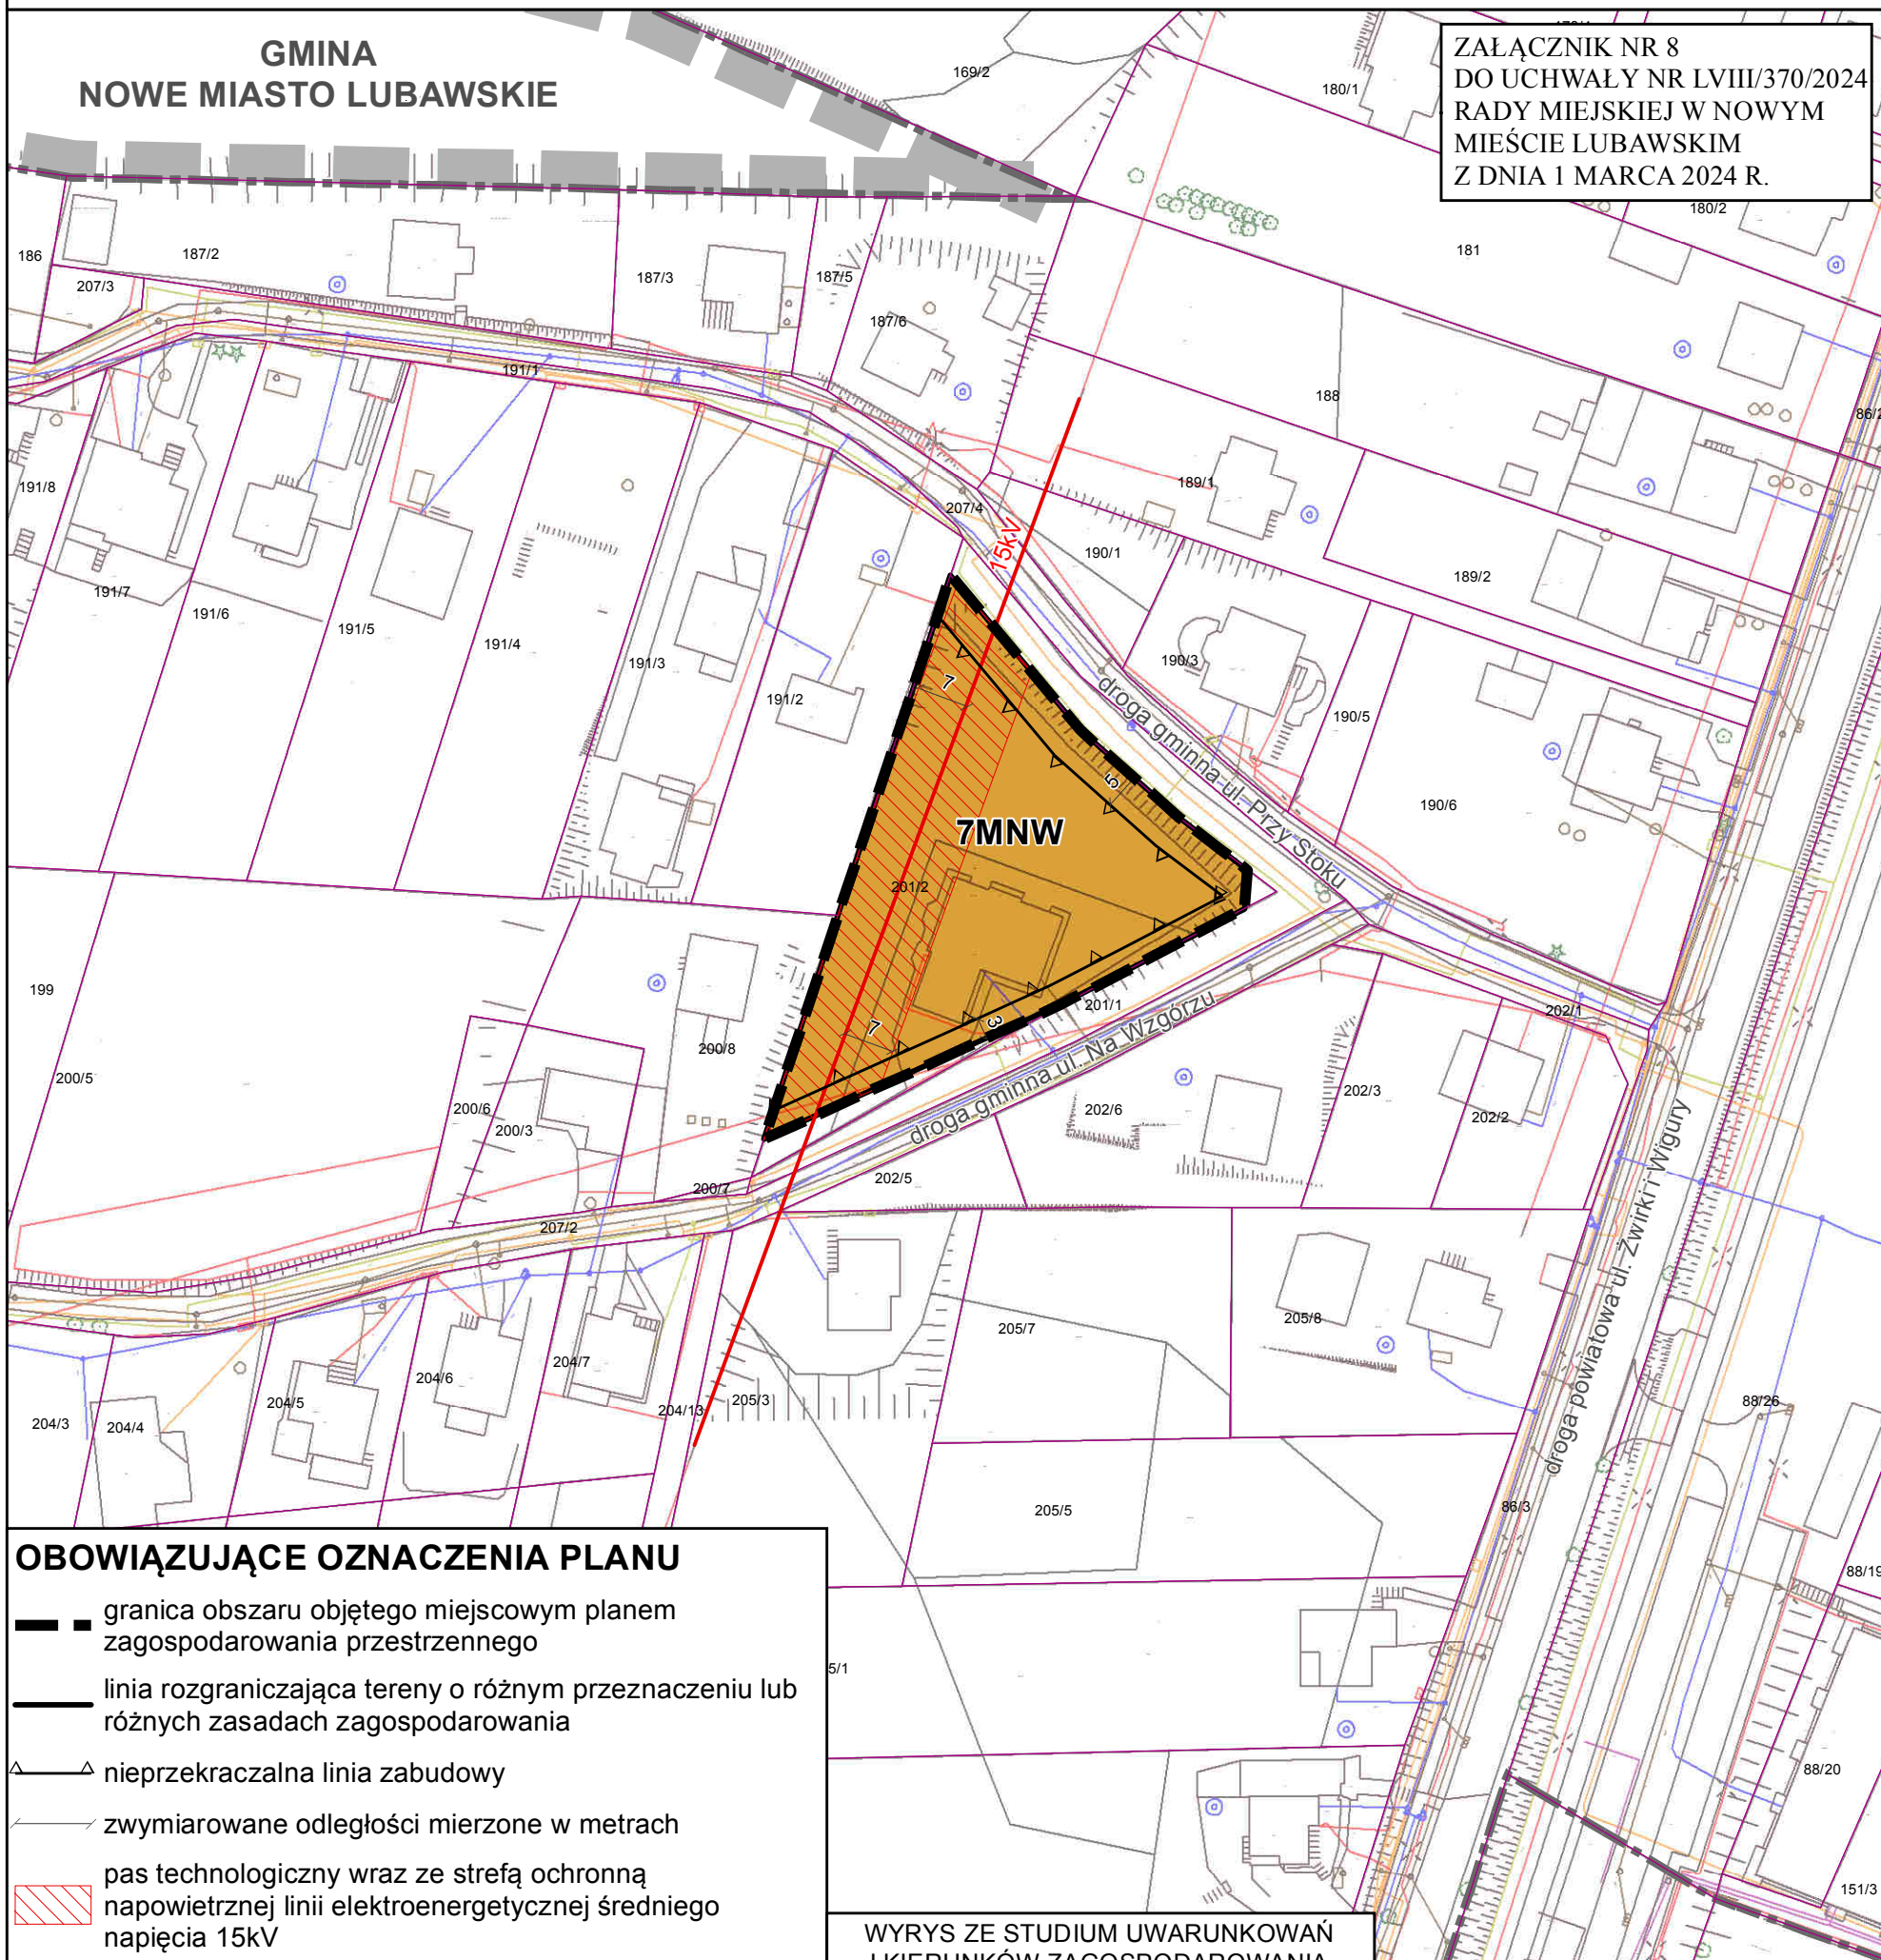 GMINA
NOWE MIASTO LUBAWSKIE
ZAŁĄCZNIK NR 8
DO UCHWAŁY NR LVIII/370/2024
RADY MIEJSKIEJ W NOWYM
MIEŚCIE LUBAWSKIM
Z DNIA 1 MARCA 2024 R.
169/2
180/1
180/2
181
186
187/2
207/3
187/3
187/5
187/6
188
86/2
191/1
191/8
189/1
207/4
15kV
190/1
189/2
191/7
191/6
191/5
191/4
191/3
191/2
190/3
190/5
190/6
7
5
droga gminna ul. Przy Stoku
7MNW
201/2
199
201/1
202/1
3
7
droga gminna ul. Na Wzgórzu
200/8
200/5
200/6
200/3
202/6
202/3
202/2
202/5
200/7
207/2
droga powiatowa ul. Żwirki i Wigury
205/7
205/8
204/7
204/6
204/5
204/4
204/3
204/13
205/3
88/26
205/5
86/3
88/19
5/1
88/20
151/3
OBOWIĄZUJĄCE OZNACZENIA PLANU
granica obszaru objętego miejscowym planem
zagospodarowania przestrzennego
linia rozgraniczająca tereny o różnym przeznaczeniu lub
różnych zasadach zagospodarowania
nieprzekraczalna linia zabudowy
zwymiarowane odległości mierzone w metrach
pas technologiczny wraz ze strefą ochronną
napowietrznej linii elektroenergetycznej średniego
napięcia 15kV
WYRYS ZE STUDIUM UWARUNKOWAŃ
I KIERUNKÓW ZAGOSPODAROWANIA